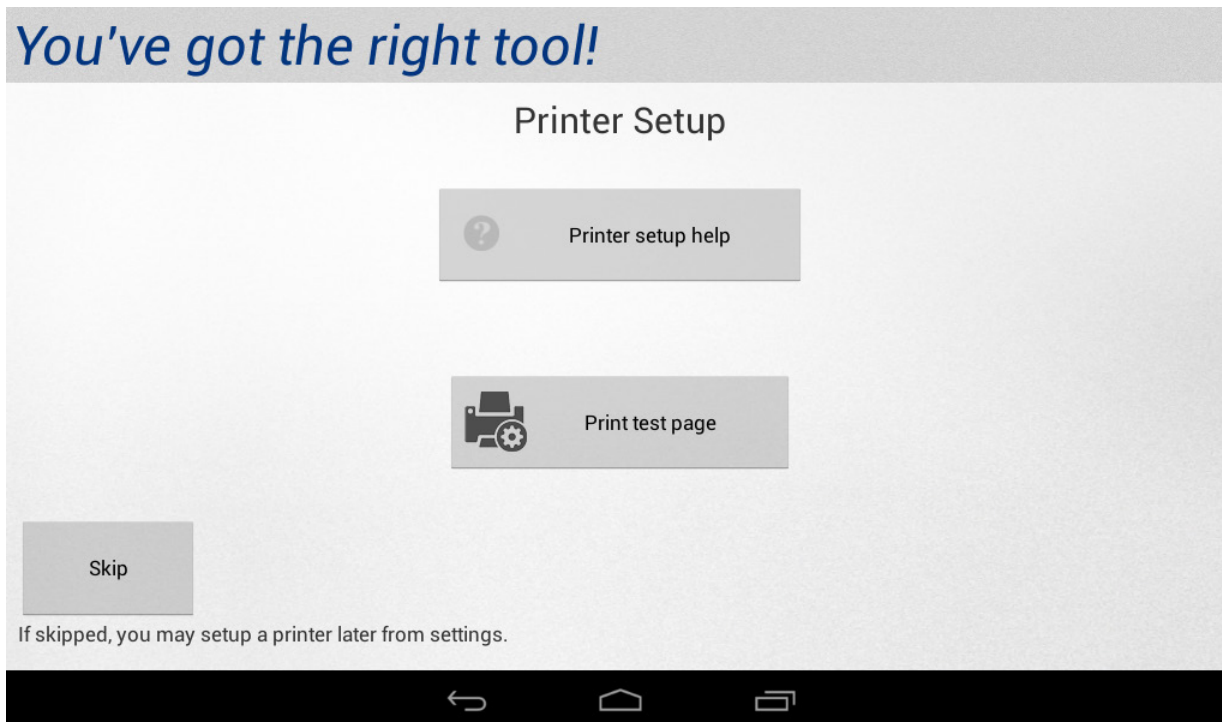 You've got the right tool!
Printer Setup
Printer setup help
Print test page
Skip
If skipped, you may setup a printer later from settings.